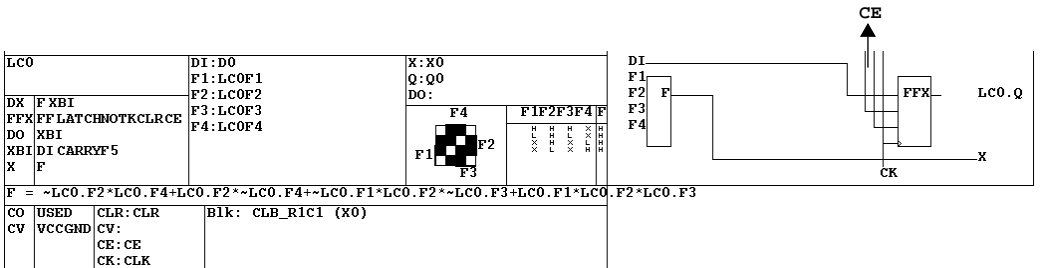 CE
LC0 DI:D0 X:X0
F1:LC0F1 Q:Q0
F2:LC0F2 DO:
F3:LC0F3
F4:LC0F4
DX F XBI
FFX FF LATCH NOT K CLR CE
DO XBI
XBI DI CARRY F5
X F
F4
F1 F2
F3
F1F2F3F4 F
H H X H
L L X H
X H L H
X L H H
DI
F1
F2 F
F3
F4
FFX LC0.Q
X
CK
F = ~LC0.F2*LC0.F4+LC0.F2*~LC0.F4+~LC0.F1*LC0.F2*~LC0.F3+LC0.F1*LC0.F2*LC0.F3
CO USED CLR:CLR Blk: CLB_R1C1 (X0)
CV VCCGND CV:
CE:CE
CK:CLK